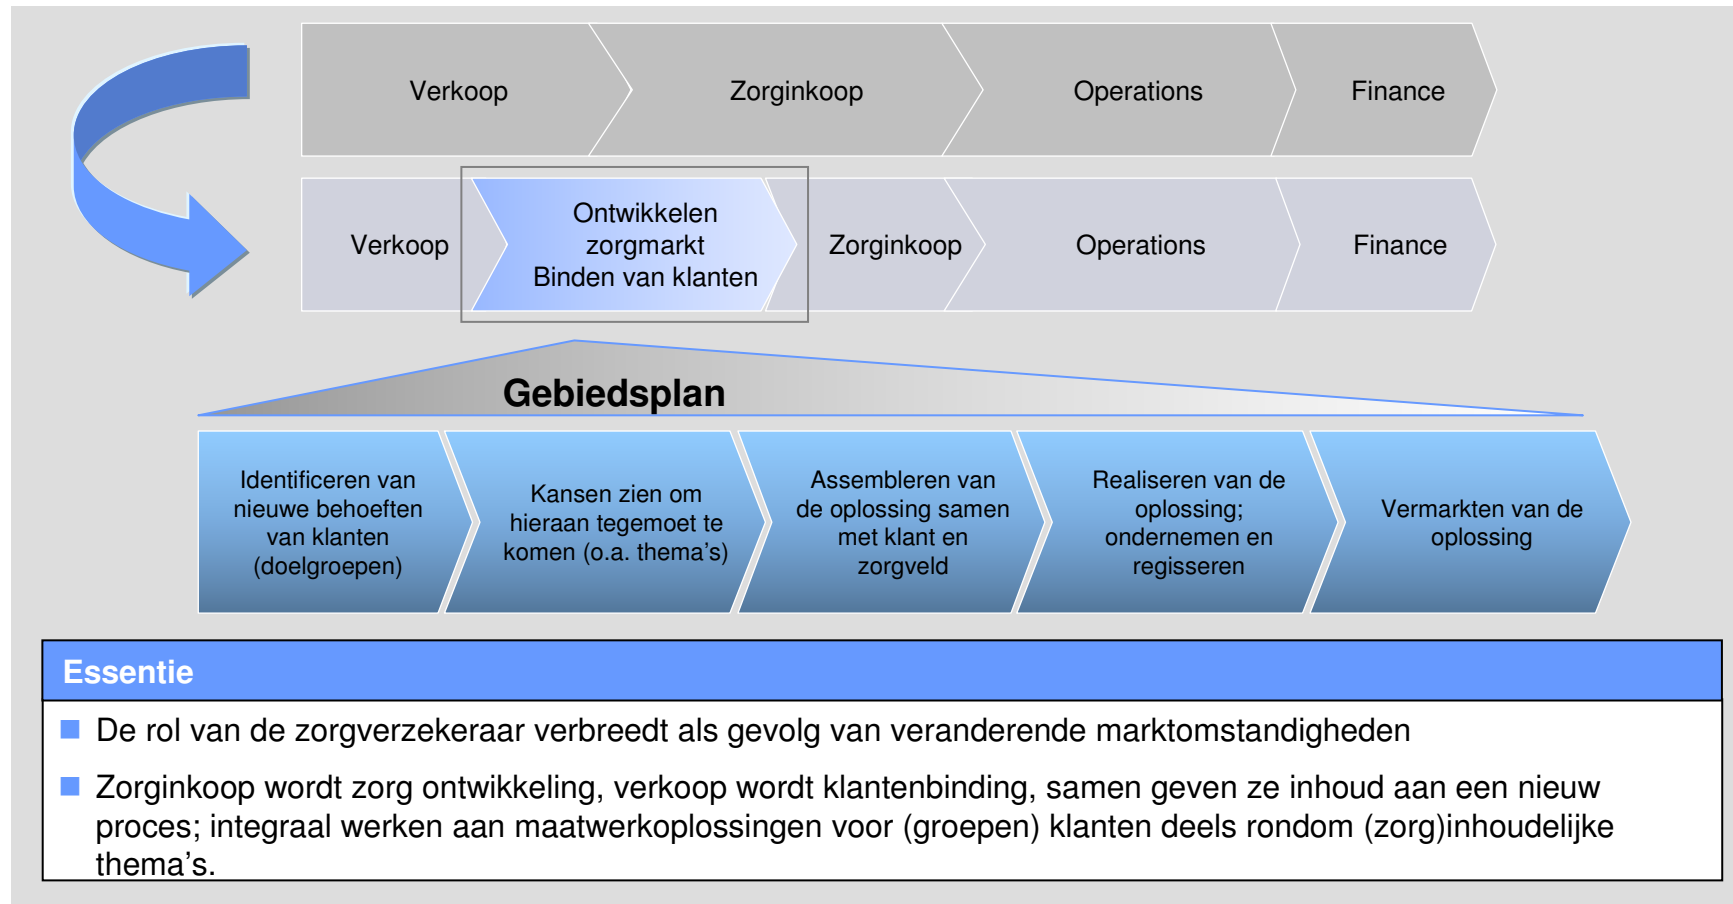 Verkoop
Zorginkoop
Operations
Finance
Verkoop
Ontwikkelen
zorgmarkt
Binden van klanten
Zorginkoop
Operations
Finance
Gebiedsplan
Identificeren van
nieuwe behoeften
van klanten
(doelgroepen)
Kansen zien om
hieraan tegemoet te
komen (o.a. thema’s)
Assembleren van
de oplossing samen
met klant en
zorgveld
Realiseren van de
oplossing;
ondernemen en
regisseren
Vermarkten van de
oplossing
Essentie
De rol van de zorgverzekeraar verbreedt als gevolg van veranderende marktomstandigheden
Zorginkoop wordt zorg ontwikkeling, verkoop wordt klantenbinding, samen geven ze inhoud aan een nieuw
proces; integraal werken aan maatwerkoplossingen voor (groepen) klanten deels rondom (zorg)inhoudelijke
thema’s.